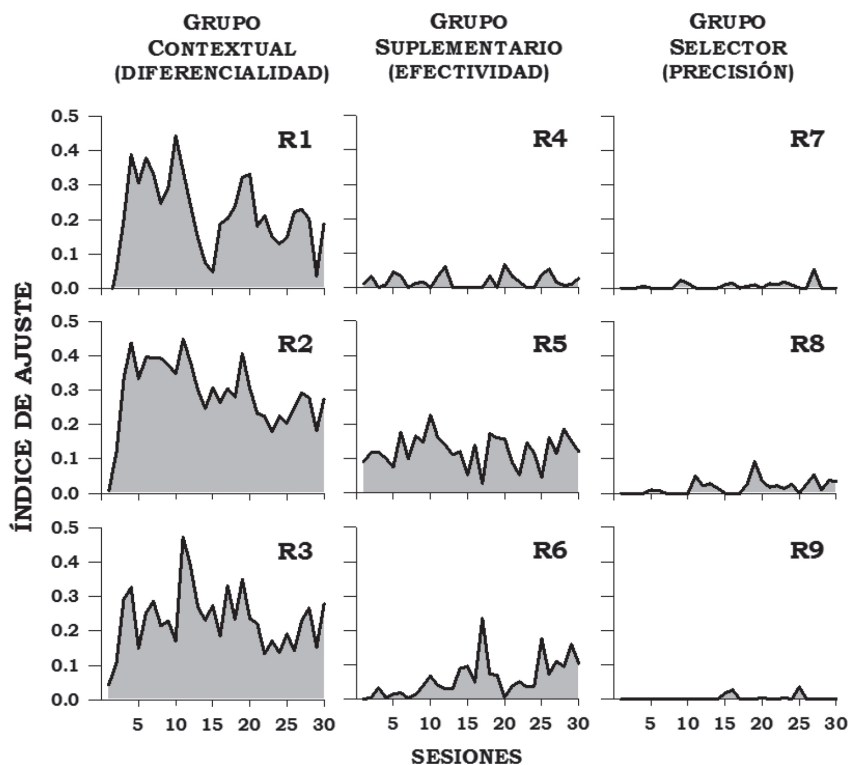 GRUPO CONTEXTUAL (DIFERENCIALIDAD)
GRUPO SUPLEMENTARIO (EFECTIVIDAD)
GRUPO SELECTOR (PRECISIÓN)
ÍNDICE DE AJUSTE
0.5 R1 R4 R7
0.4
0.3
0.2
0.1
0.0
0.5 R2 R5 R8
0.4
0.3
0.2
0.1
0.0
0.5 R3 R6 R9
0.4
0.3
0.2
0.1
0.0
5 10 15 20 25 30 5 10 15 20 25 30 5 10 15 20 25 30
SESIONES